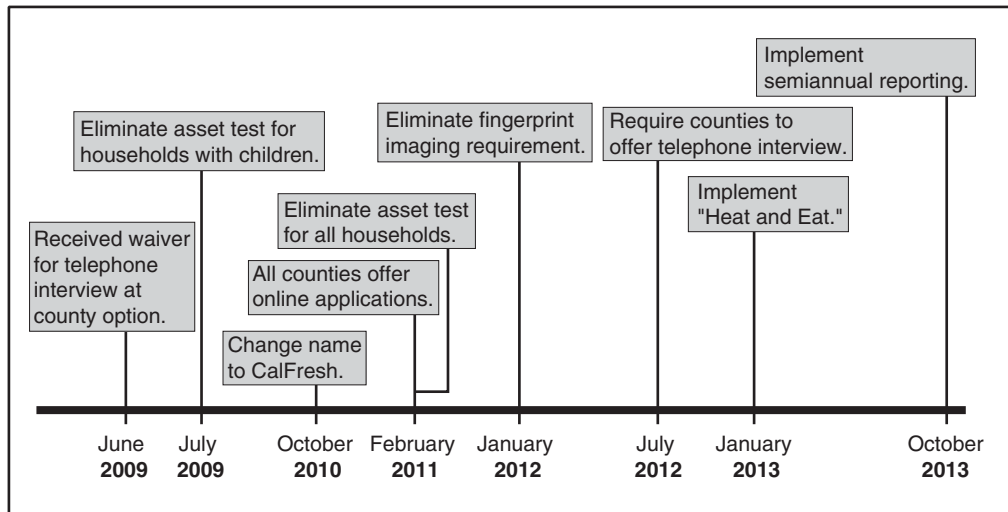 Implement
semiannual reporting.
Eliminate asset test for
households with children.
Eliminate fingerprint
imaging requirement.
Require counties to
offer telephone interview.
Implement
"Heat and Eat."
Eliminate asset test
for all households.
Received waiver
for telephone
interview at
county option.
All counties offer
online applications.
Change name
to CalFresh.
June
2009
July
2009
October
2010
February
2011
January
2012
July
2012
January
2013
October
2013